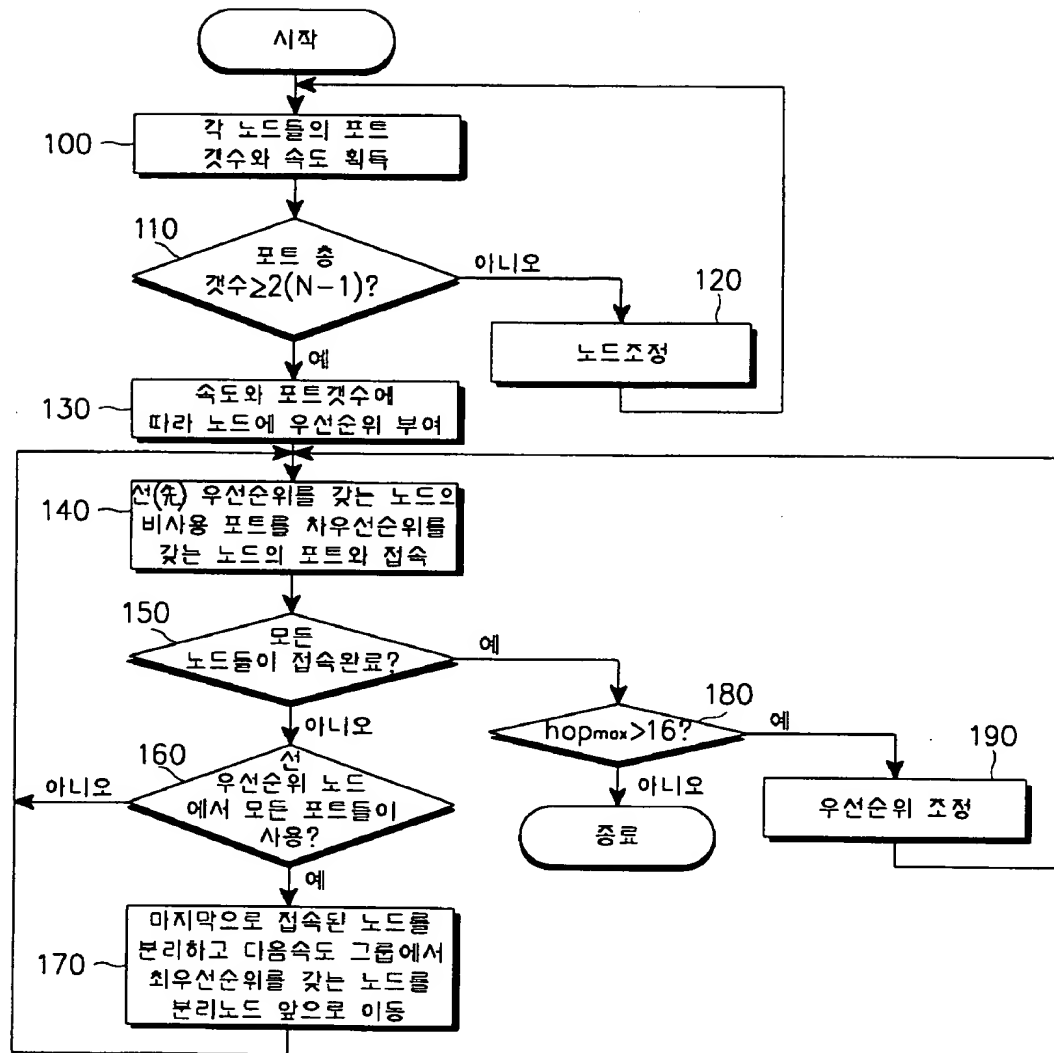 시작
100
각 노드들의 포트
갯수와 속도 획득
110
포트 총
갯수≥2(N-1)?
아니오
120
노드조정
예
130
속도와 포트갯수에
따라 노드에 우선순위 부여
140
선(先) 우선순위를 갖는 노드의
비사용 포트를 차우선순위를
갖는 노드의 포트와 접속
150
모든
노드들이 접속완료?
예
아니오
180
hopmax>16?
예
190
우선순위 조정
아니오
종료
160
선
우선순위 노드
에서 모든 포트들이
사용?
아니오
예
170
마지막으로 접속된 노드를
분리하고 다음속도 그룹에서
최우선순위를 갖는 노드를
분리노드 앞으로 이동